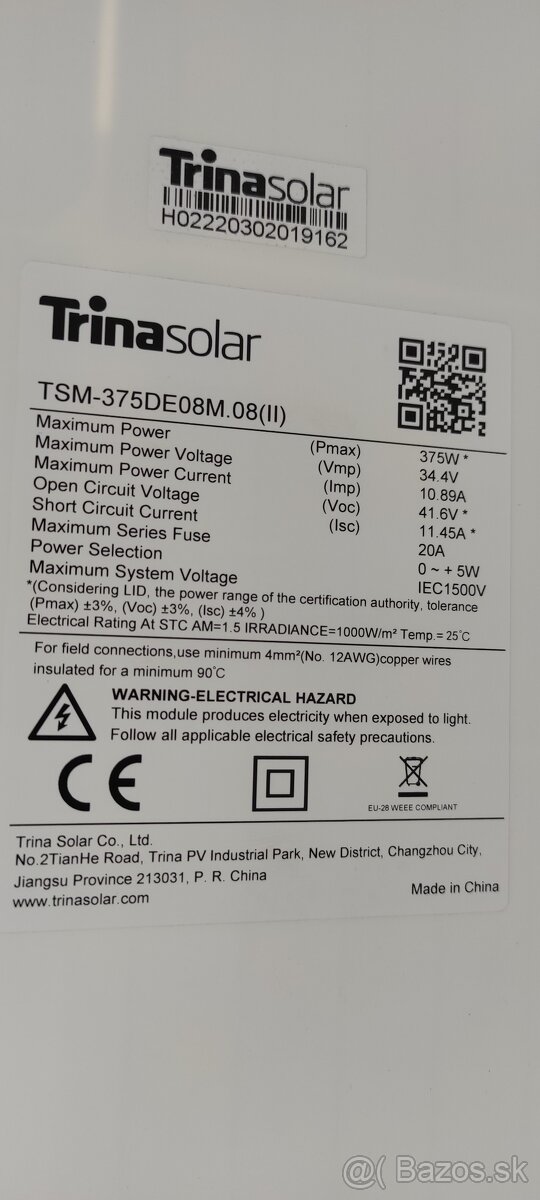 Trinasolar
H02220302019162
Trinasolar
TSM-375DE08M.08(II)
Maximum Power (Pmax) 375W *
Maximum Power Voltage (Vmp) 34.4V
Maximum Power Current (Imp) 10.89A
Open Circuit Voltage (Voc) 41.6V *
Short Circuit Current (Isc) 11.45A *
Maximum Series Fuse 20A
Power Selection 0 ~ + 5W
Maximum System Voltage IEC1500V
*(Considering LID, the power range of the certification authority, tolerance
(Pmax) ±3%, (Voc) ±3%, (Isc) ±4% )
Electrical Rating At STC AM=1.5 IRRADIANCE=1000W/m² Temp.= 25°C
For field connections,use minimum 4mm²(No. 12AWG)copper wires
insulated for a minimum 90°C
WARNING-ELECTRICAL HAZARD
This module produces electricity when exposed to light.
Follow all applicable electrical safety precautions.
CE
EU-28 WEEE COMPLIANT
Trina Solar Co., Ltd.
No.2TianHe Road, Trina PV Industrial Park, New District, Changzhou City,
Jiangsu Province 213031, P. R. China
www.trinasolar.com
Made in China
@( Bazos.sk